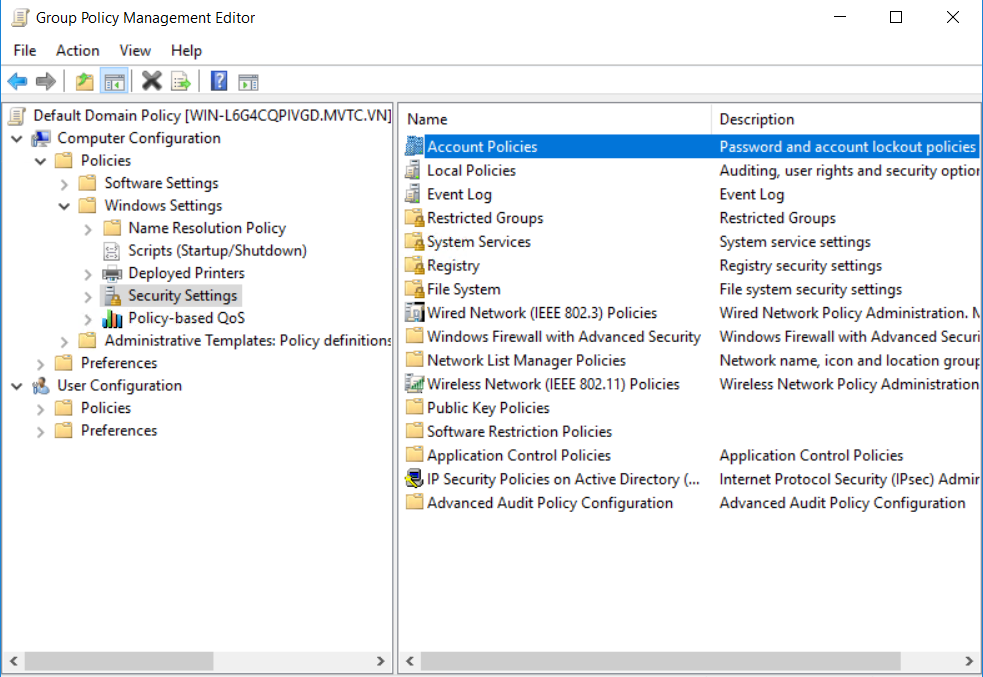 Group Policy Management Editor
File Action View Help
Default Domain Policy [WIN-L6G4CQPIVGD.MVTC.VN]
Computer Configuration
Policies
Software Settings
Windows Settings
Name Resolution Policy
Scripts (Startup/Shutdown)
Deployed Printers
Security Settings
Policy-based QoS
Administrative Templates: Policy definitions
Preferences
User Configuration
Policies
Preferences
Name Description
Account Policies Password and account lockout policies
Local Policies Auditing, user rights and security option
Event Log Event Log
Restricted Groups Restricted Groups
System Services System service settings
Registry Registry security settings
File System File system security settings
Wired Network (IEEE 802.3) Policies Wired Network Policy Administration. M
Windows Firewall with Advanced Security Windows Firewall with Advanced Securi
Network List Manager Policies Network name, icon and location group
Wireless Network (IEEE 802.11) Policies Wireless Network Policy Administration
Public Key Policies
Software Restriction Policies
Application Control Policies Application Control Policies
IP Security Policies on Active Directory (... Internet Protocol Security (IPsec) Admin
Advanced Audit Policy Configuration Advanced Audit Policy Configuration